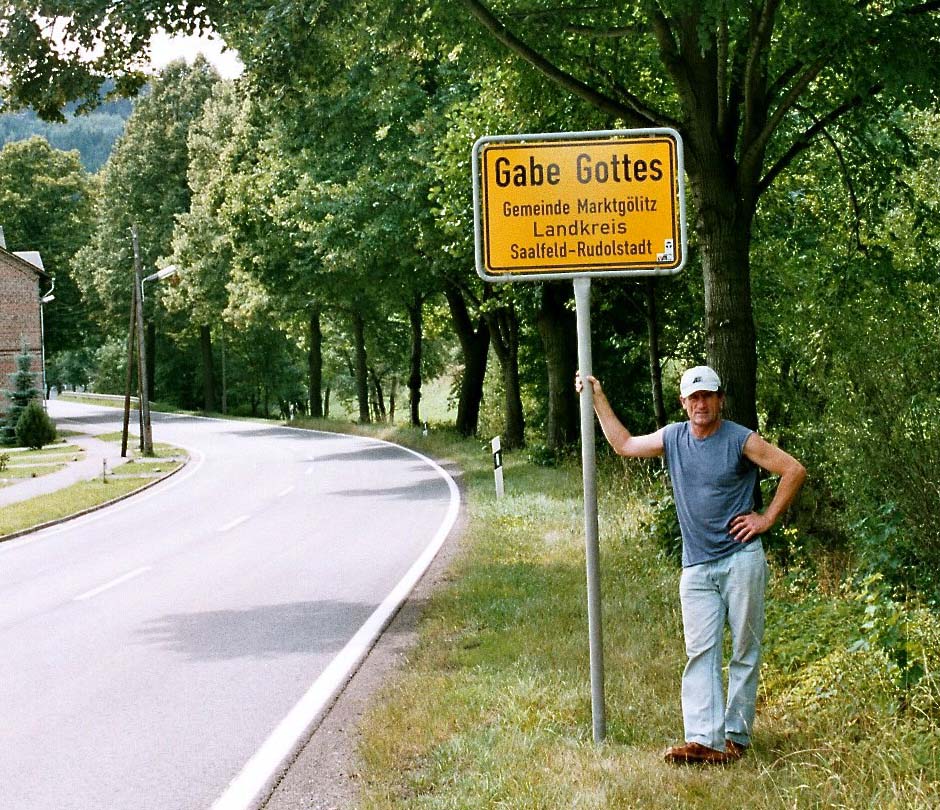 Gabe Gottes
Gemeinde Marktgölitz
Landkreis
Saalfeld-Rudolstadt